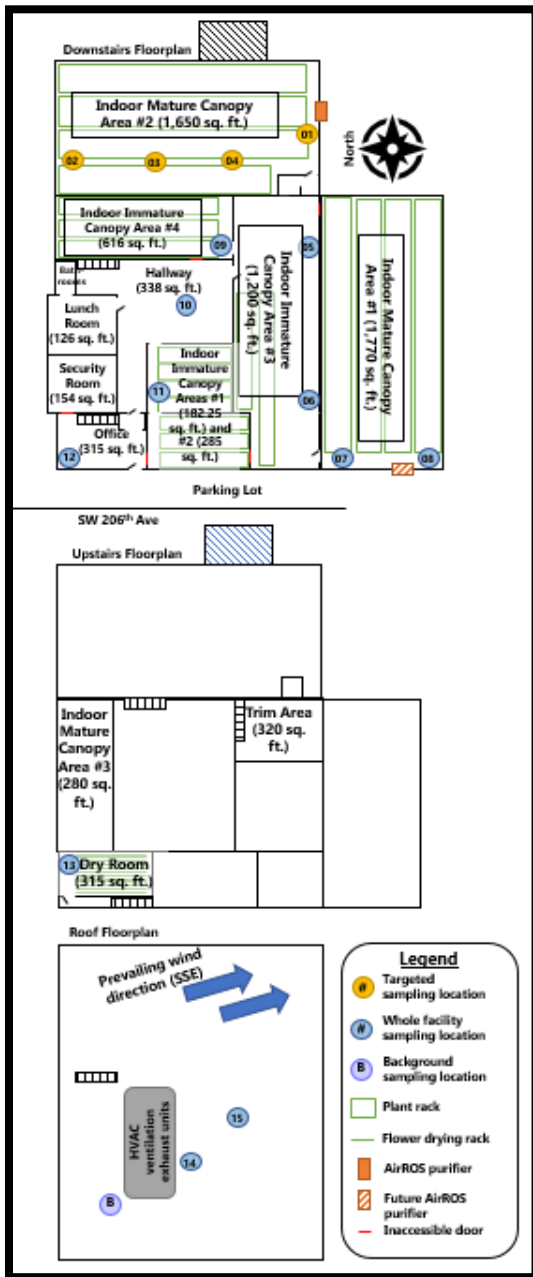 Downstairs Floorplan
Indoor Mature Canopy
Area #2 (1,650 sq. ft.)
01
02
03
04
North
Indoor Immature
Canopy Area #4
(616 sq. ft.)
09
05
Indoor Immature
Canopy Area #3
(1,200 sq. ft.)
Indoor Mature Canopy
Area #1 (1,770 sq. ft.)
Hallway
(338 sq. ft.)
10
Lunch
Room
(126 sq. ft.)
Security
Room
(154 sq. ft.)
Indoor
Immature
Canopy
Areas #1
(182.25
sq. ft.) and
#2 (285
sq. ft.)
11
06
Office
(315 sq. ft.)
12
07
08
Parking Lot
SW 206th Ave
Upstairs Floorplan
Indoor
Mature
Canopy
Area #3
(280 sq.
ft.)
Trim Area
(320 sq.
ft.)
13
Dry Room
(315 sq. ft.)
Roof Floorplan
Prevailing wind
direction (SSE)
HVAC
ventilation
exhaust units
15
14
B
Legend
# Targeted
sampling location
# Whole facility
sampling location
B Background
sampling location
Plant rack
Flower drying rack
AirROS purifier
Future AirROS
purifier
Inaccessible door